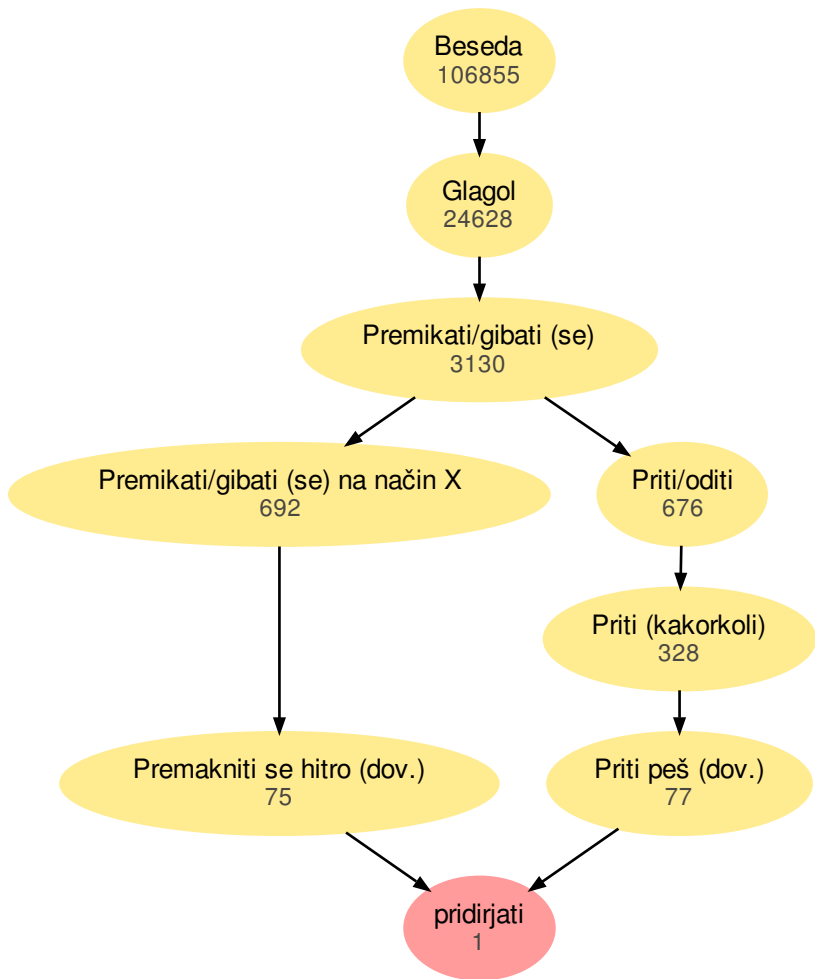 Beseda
106855
Glagol
24628
Premikati/gibati (se)
3130
Premikati/gibati (se) na način X
692
Priti/oditi
676
Priti (kakorkoli)
328
Premakniti se hitro (dov.)
75
Priti peš (dov.)
77
pridirjati
1